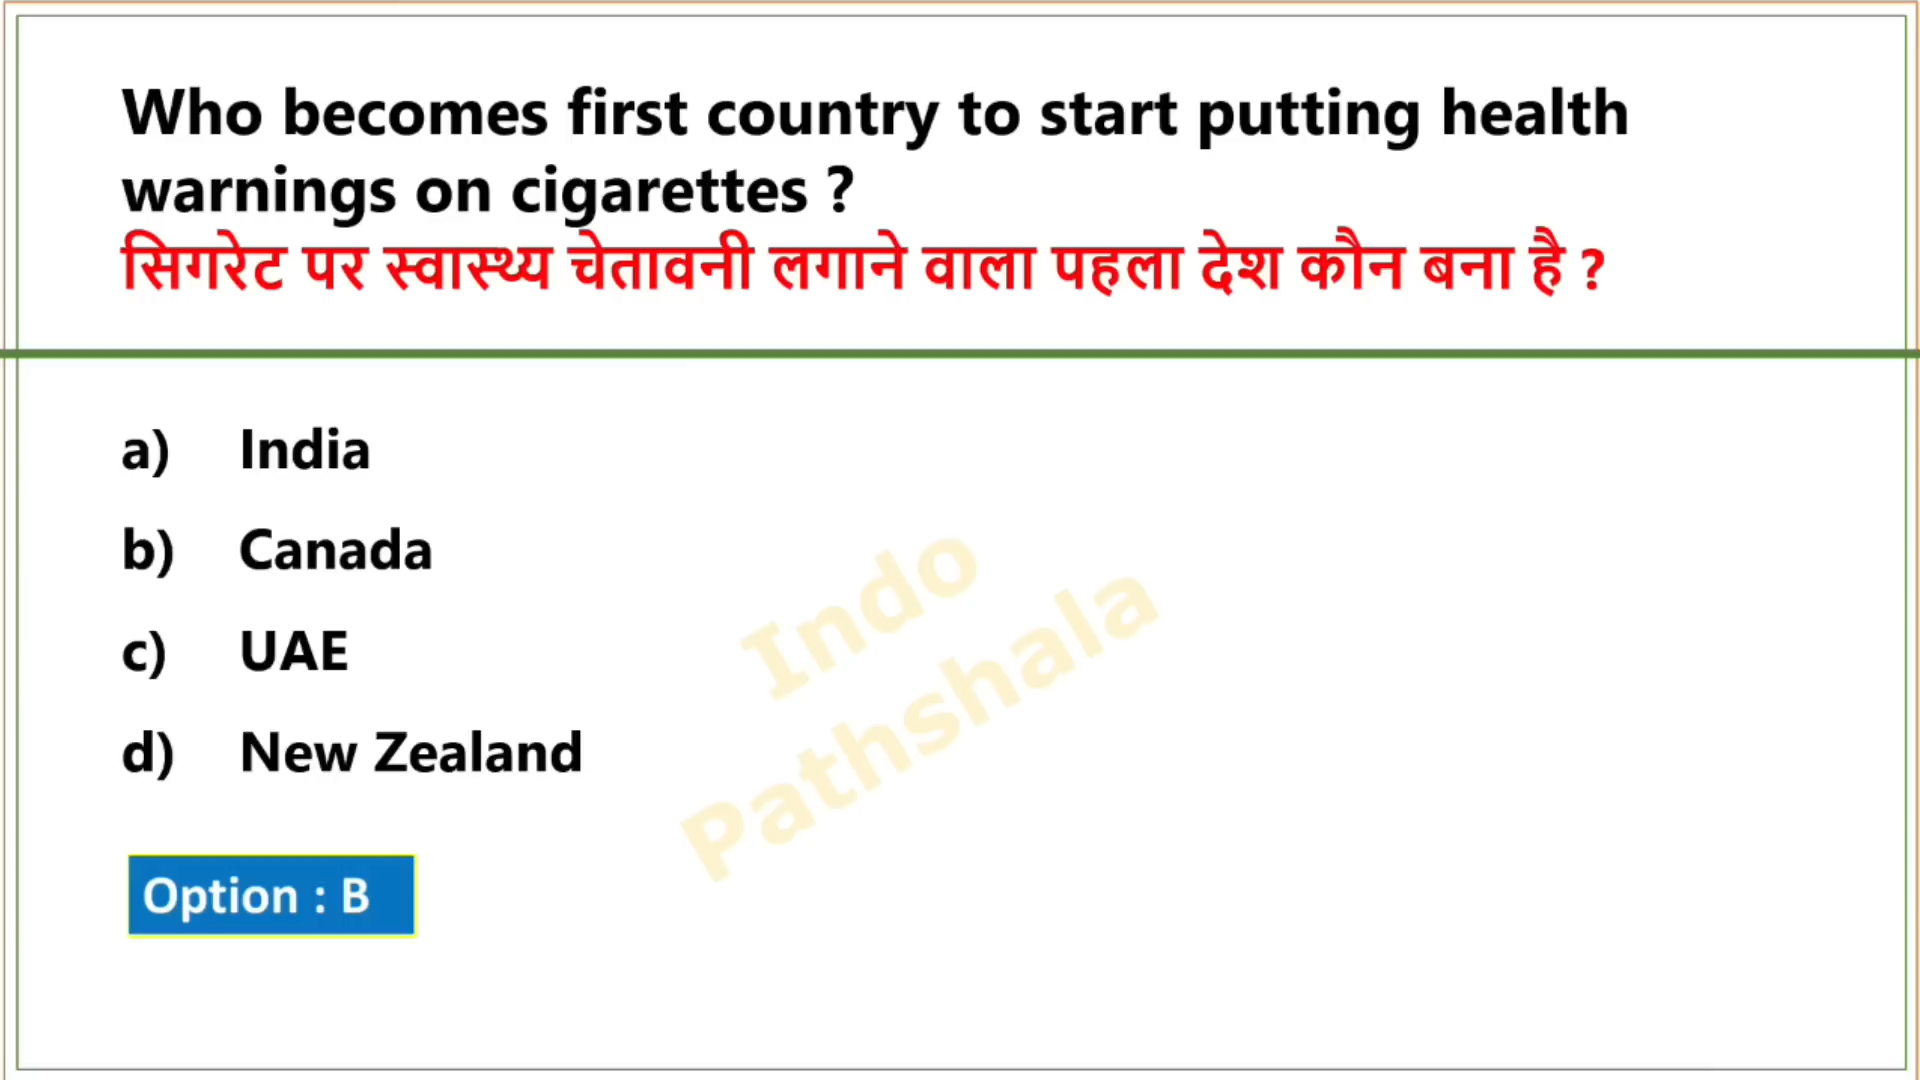 Who becomes first country to start putting health
warnings on cigarettes ?
सिगरेट पर स्वास्थ्य चेतावनी लगाने वाला पहला देश कौन बना है ?
a) India
b) Canada
c) UAE
d) New Zealand
Indo
Pathshala
Option : B